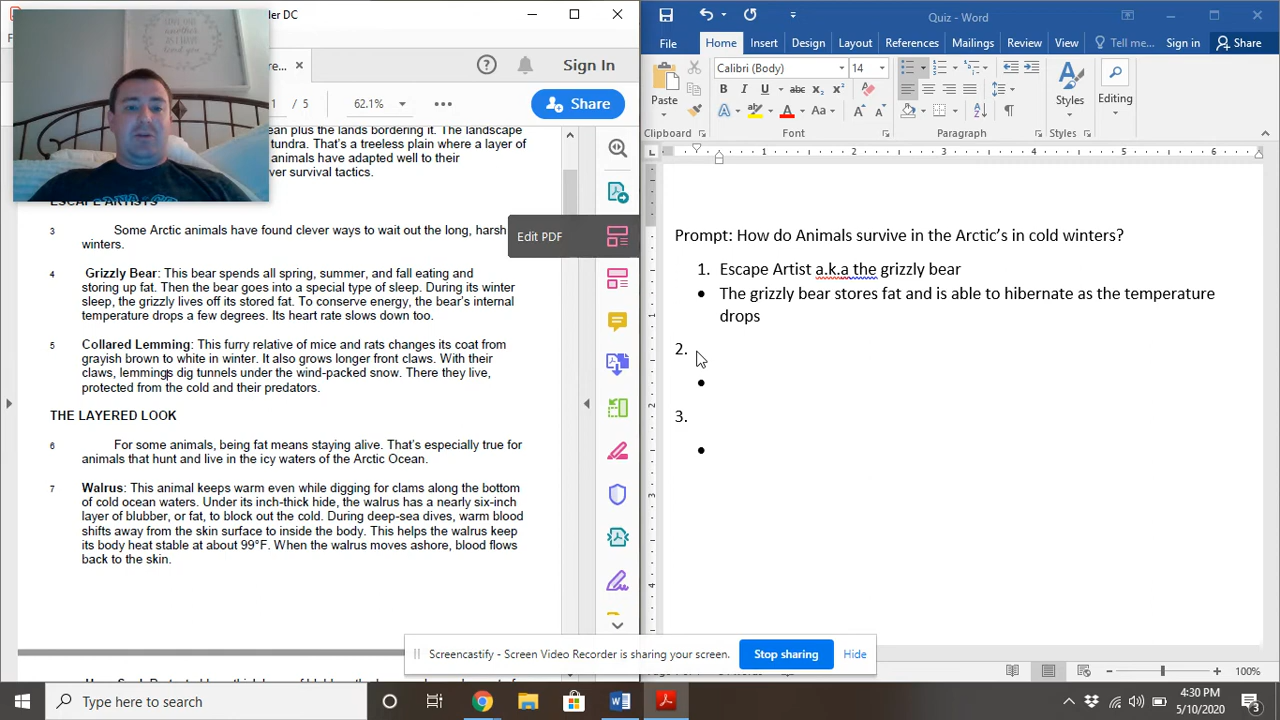 der DC
e...
Sign In
1 / 5 62.1%
Share
ean plus the lands bordering it. The landscape
tundra. That's a treeless plain where a layer of
animals have adapted well to their
ver survival tactics.
ESCAPE ARTISTS
3 Some Arctic animals have found clever ways to wait out the long, harsh
winters.
4 Grizzly Bear: This bear spends all spring, summer, and fall eating and
storing up fat. Then the bear goes into a special type of sleep. During its winter
sleep, the grizzly lives off its stored fat. To conserve energy, the bear's internal
temperature drops a few degrees. Its heart rate slows down too.
5 Collared Lemming: This furry relative of mice and rats changes its coat from
grayish brown to white in winter. It also grows longer front claws. With their
claws, lemmings dig tunnels under the wind-packed snow. There they live,
protected from the cold and their predators.
THE LAYERED LOOK
6 For some animals, being fat means staying alive. That's especially true for
animals that hunt and live in the icy waters of the Arctic Ocean.
7 Walrus: This animal keeps warm even while digging for clams along the bottom
of cold ocean waters. Under its inch-thick hide, the walrus has a nearly six-inch
layer of blubber, or fat, to block out the cold. During deep-sea dives, warm blood
shifts away from the skin surface to inside the body. This helps the walrus keep
its body heat stable at about 99°F. When the walrus moves ashore, blood flows
back to the skin.
Edit PDF
Quiz - Word
File Home Insert Design Layout References Mailings Review View Tell me... Sign in Share
Calibri (Body) 14
Paste
Styles
Editing
Clipboard Font Paragraph Styles
1 2 3 4 5 6
Prompt: How do Animals survive in the Arctic's in cold winters?
1. Escape Artist a.k.a the grizzly bear
• The grizzly bear stores fat and is able to hibernate as the temperature
drops
2.
•
3.
•
Screencastify - Screen Video Recorder is sharing your screen. Stop sharing Hide
100%
Type here to search
4:30 PM
5/10/2020
3